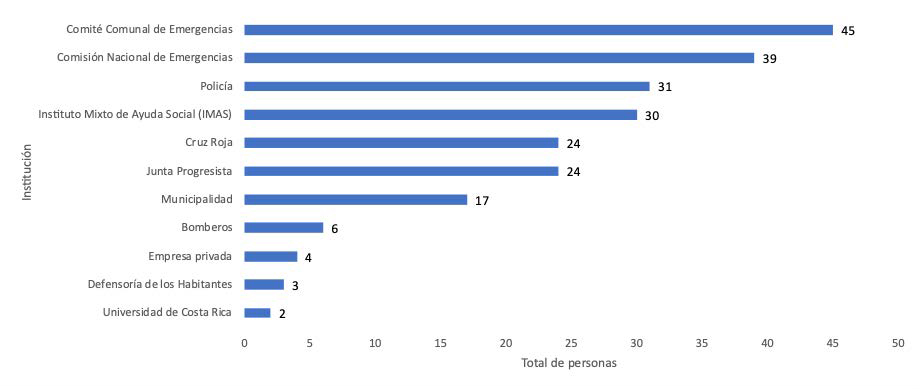 Comité Comunal de Emergencias 45
Comisión Nacional de Emergencias 39
Policía 31
Instituto Mixto de Ayuda Social (IMAS) 30
Cruz Roja 24
Institución
Junta Progresista 24
Municipalidad 17
Bomberos 6
Empresa privada 4
Defensoría de los Habitantes 3
Universidad de Costa Rica 2
0 5 10 15 20 25 30 35 40 45 50
Total de personas